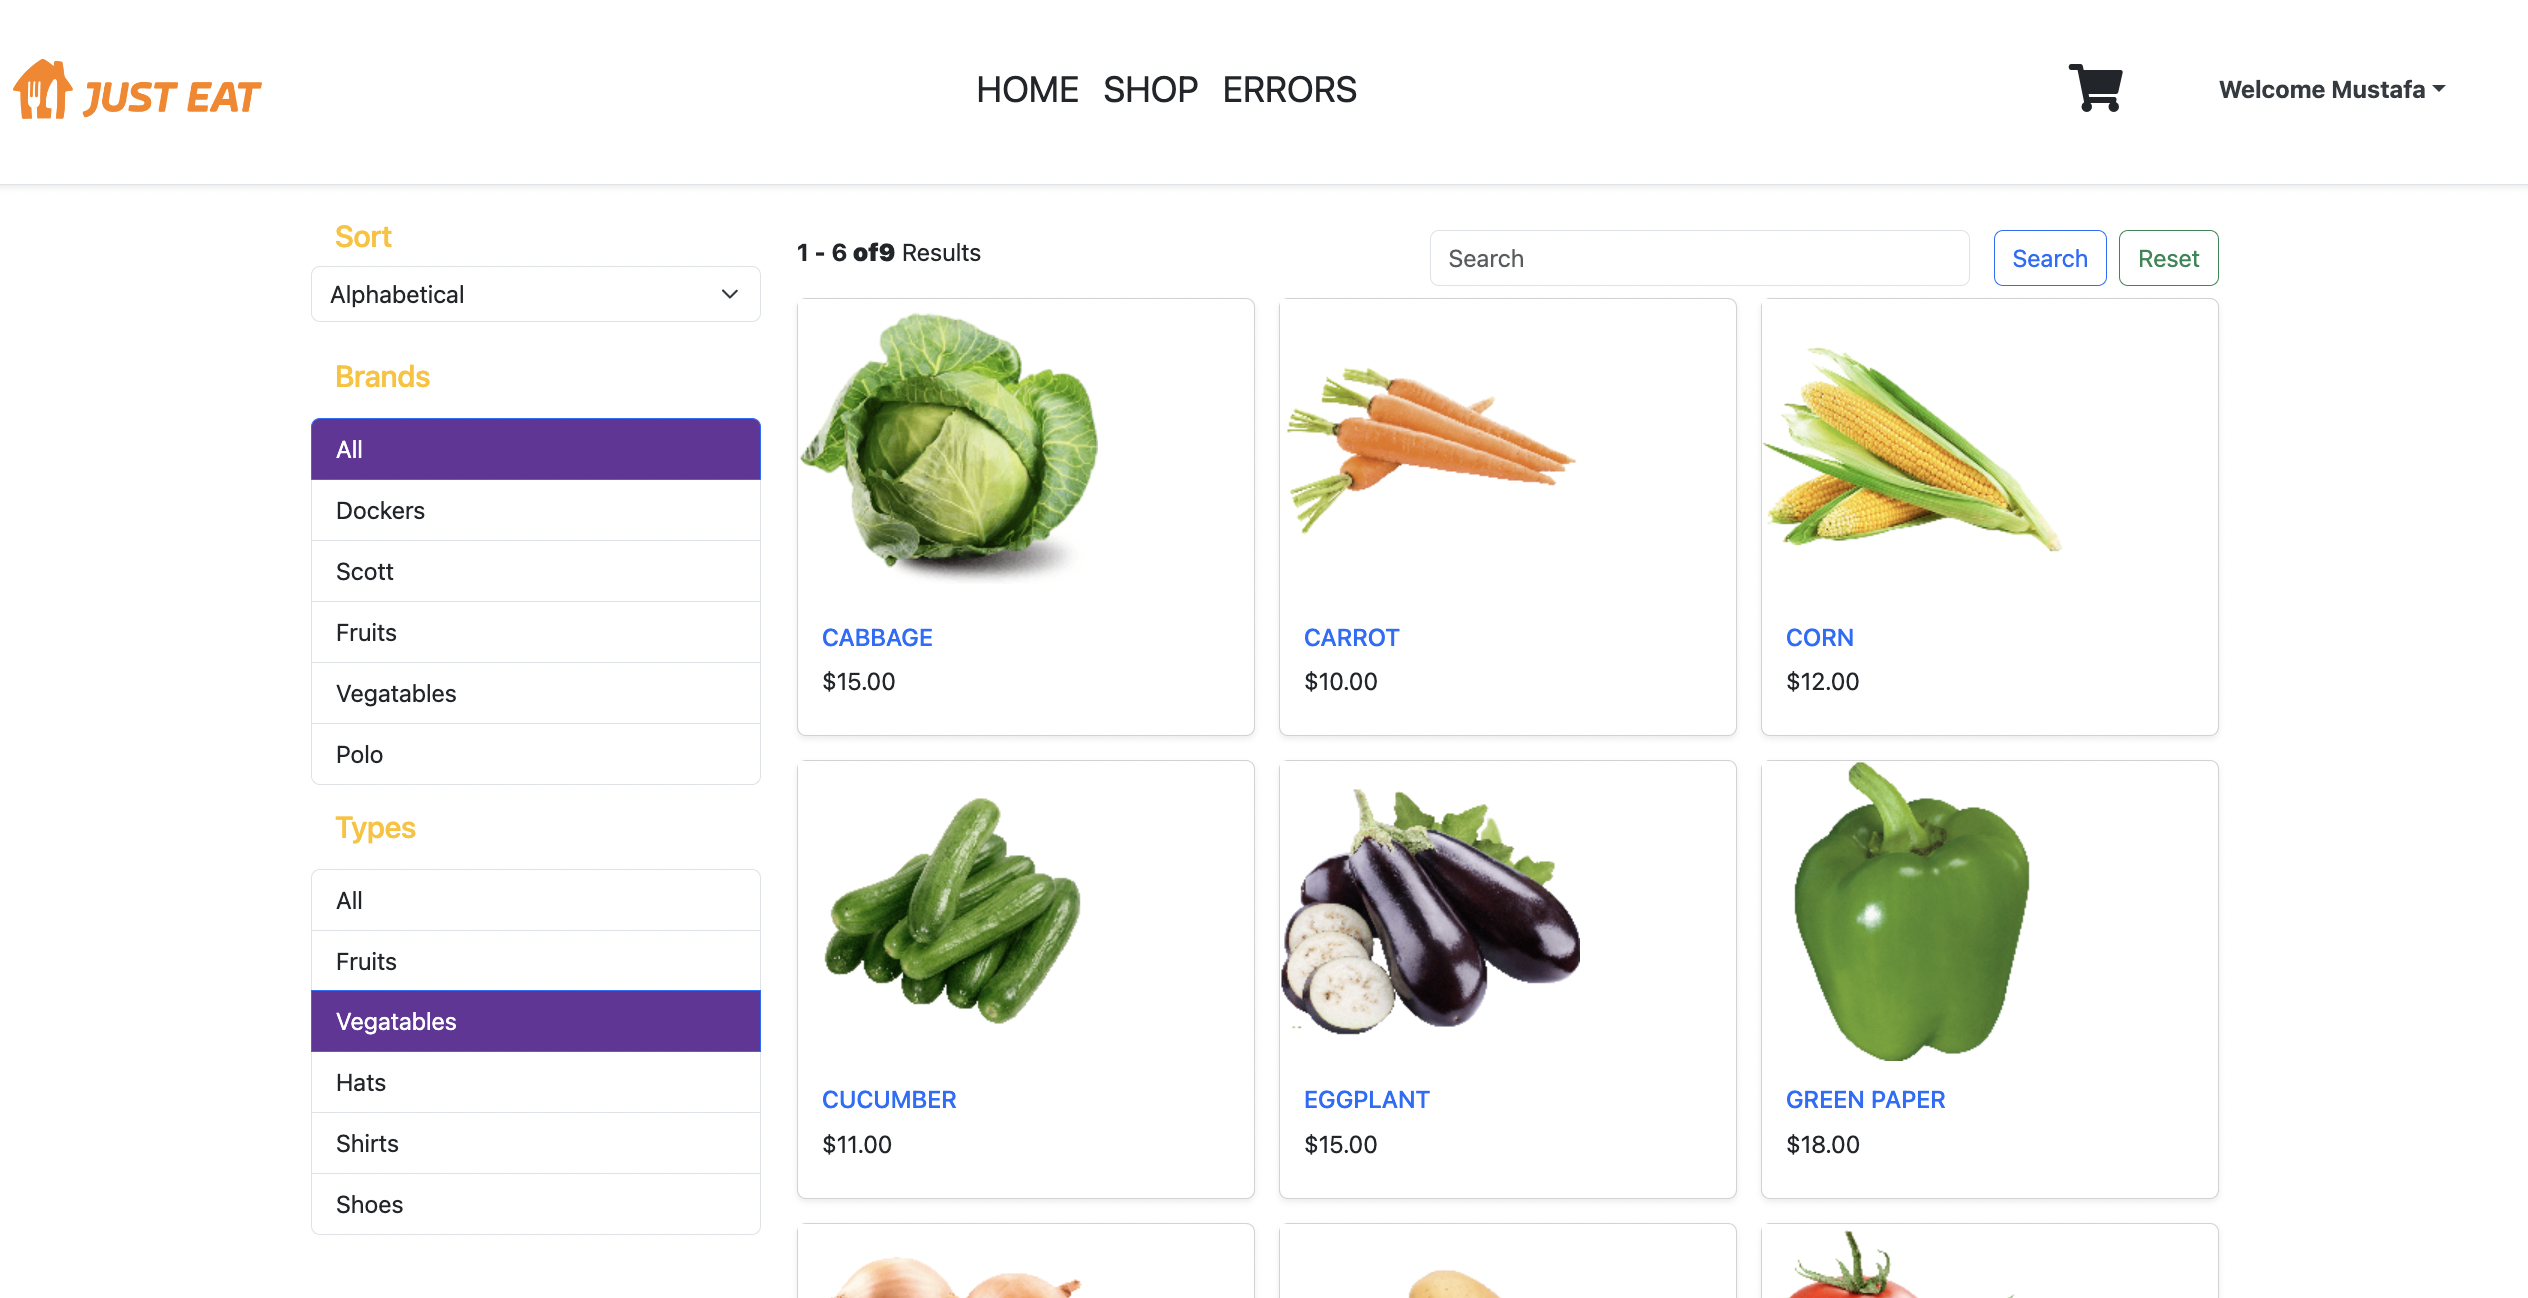 JUST EAT
HOME SHOP ERRORS
Welcome Mustafa
Sort
Alphabetical
Brands
All
Dockers
Scott
Fruits
Vegatables
Polo
Types
All
Fruits
Vegatables
Hats
Shirts
Shoes
1 - 6 of9 Results
Search
Search
Reset
CABBAGE
$15.00
CARROT
$10.00
CORN
$12.00
CUCUMBER
$11.00
EGGPLANT
$15.00
GREEN PAPER
$18.00